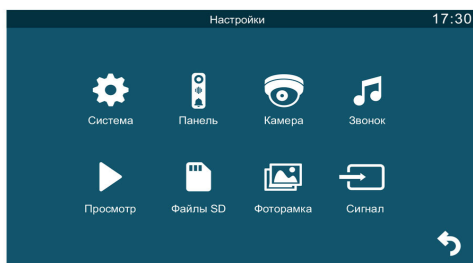 Настройки 17:30
Система Панель Камера Звонок
Просмотр Файлы SD Фоторамка Сигнал